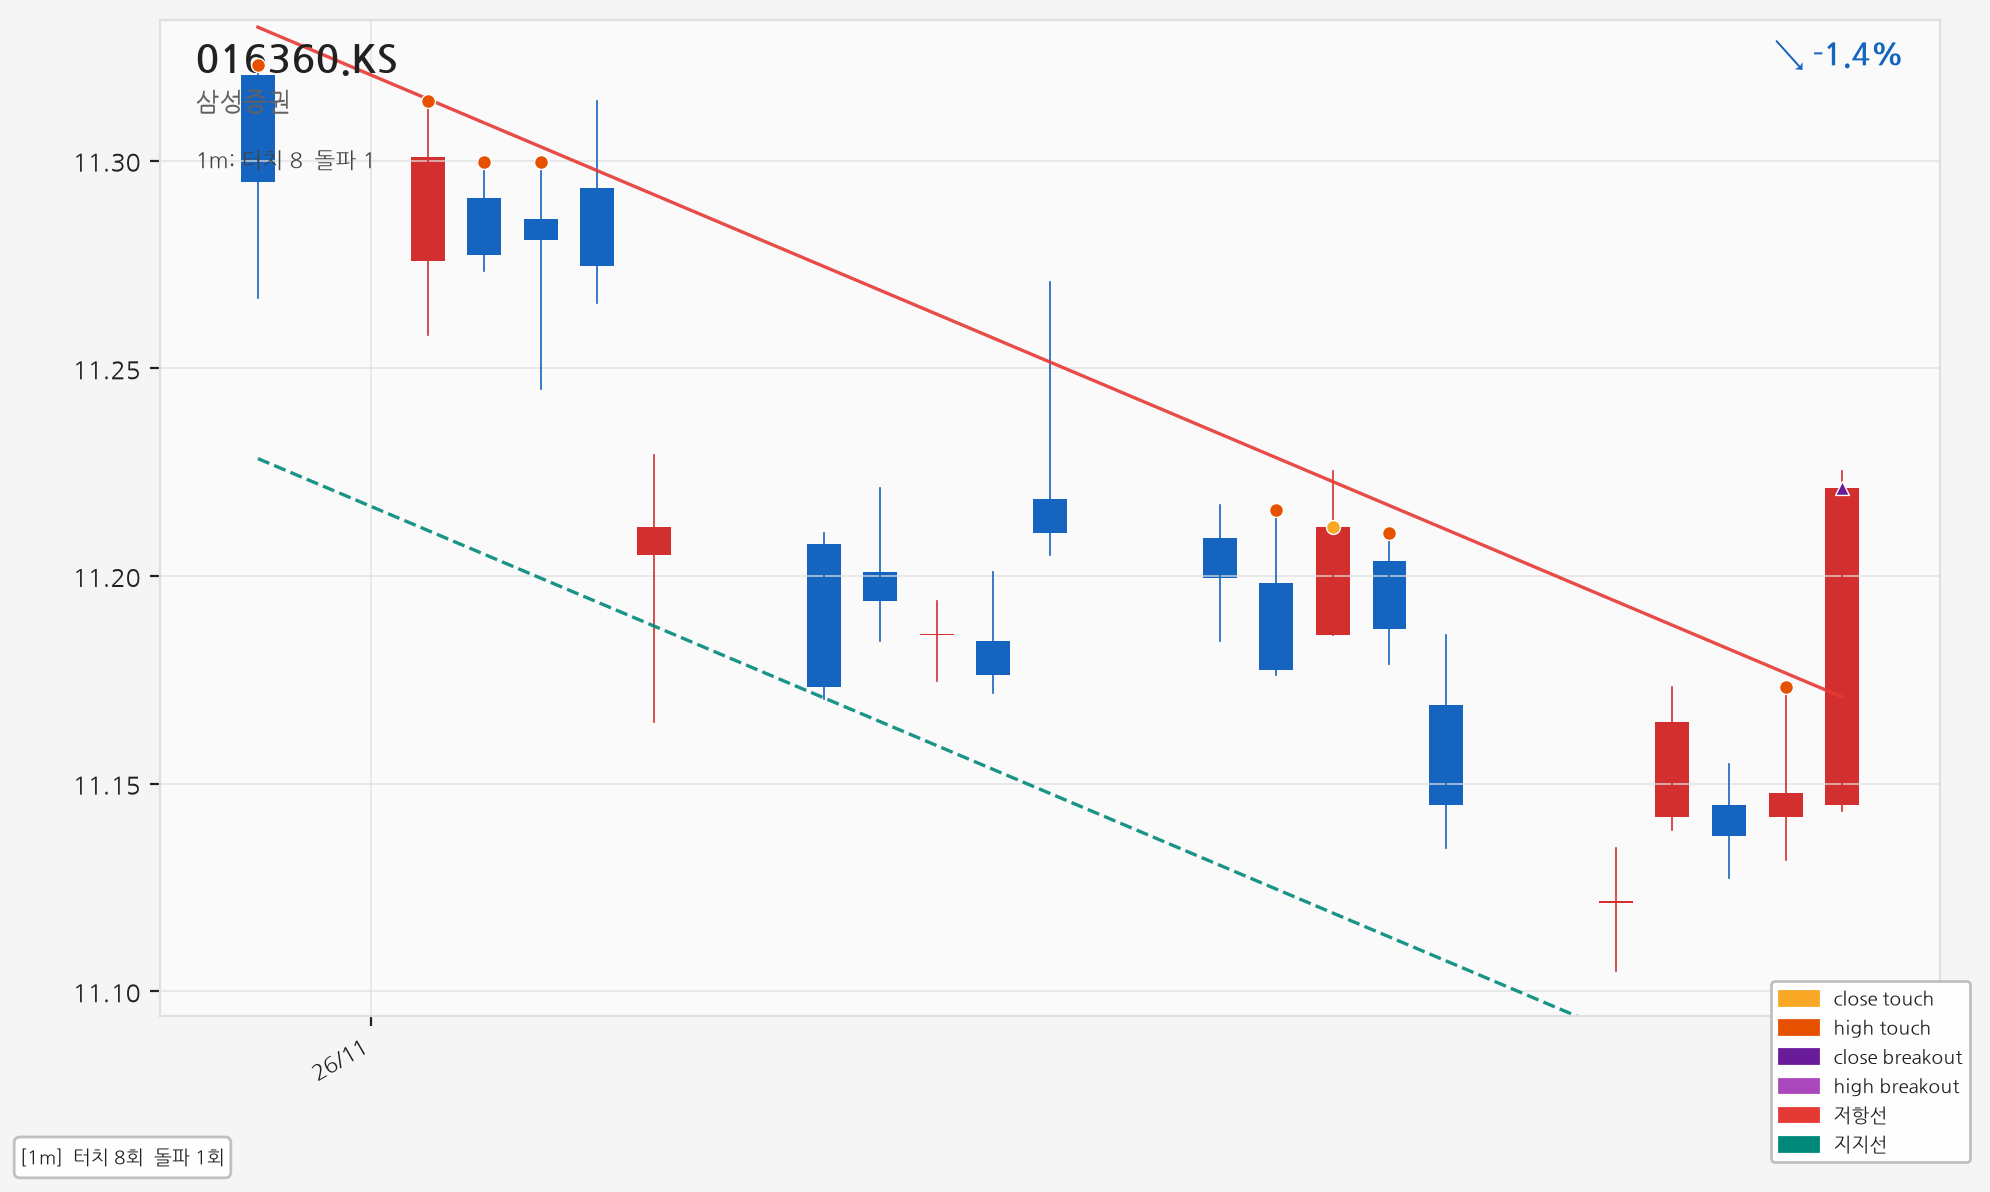 016360.KS
삼성증권
1m: 터치 8 돌파 1
-1.4%
11.30
11.25
11.20
11.15
11.10
26/11
close touch
high touch
close breakout
high breakout
저항선
지지선
[1m] 터치 8회 돌파 1회